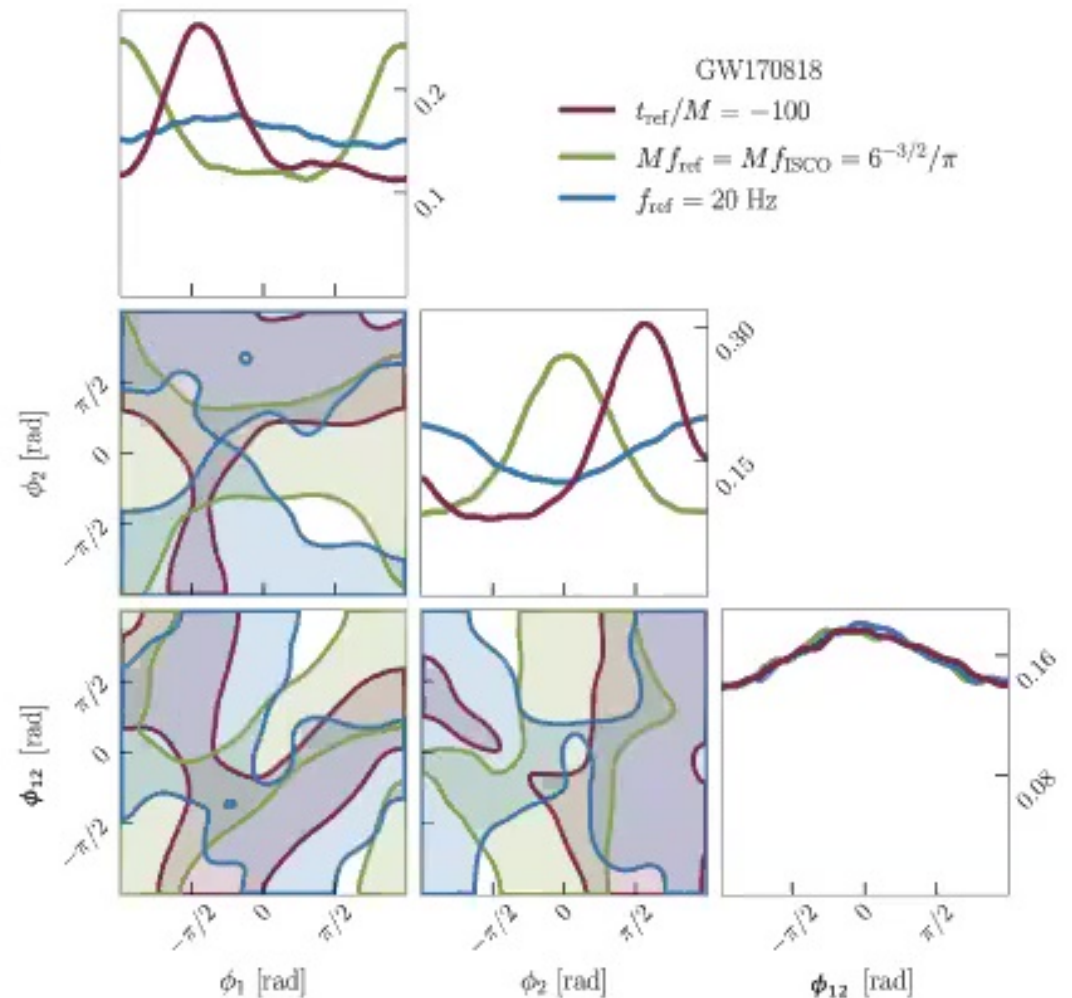 GW170818
t_ref/M = −100
Mf_ref = Mf_ISCO = 6^{−3/2}/π
f_ref = 20 Hz
0.2
0.1
ϕ_2 [rad]
π/2
0
−π/2
0.30
0.15
ϕ_12 [rad]
π/2
0
−π/2
0.16
0.08
−π/2
0
π/2
−π/2
0
π/2
−π/2
0
π/2
ϕ_1 [rad]
ϕ_2 [rad]
ϕ_12 [rad]